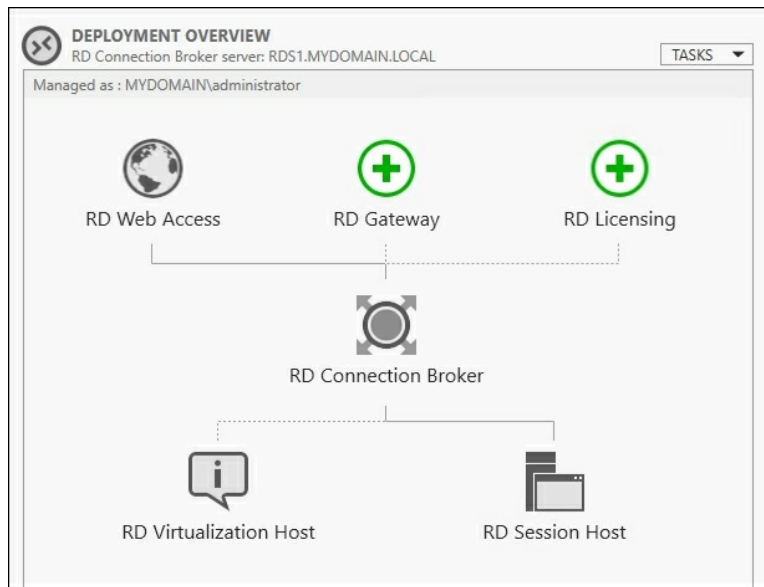 DEPLOYMENT OVERVIEW
RD Connection Broker server: RDS1.MYDOMAIN.LOCAL
TASKS
Managed as : MYDOMAIN\administrator
RD Web Access
RD Gateway
RD Licensing
RD Connection Broker
RD Virtualization Host
RD Session Host